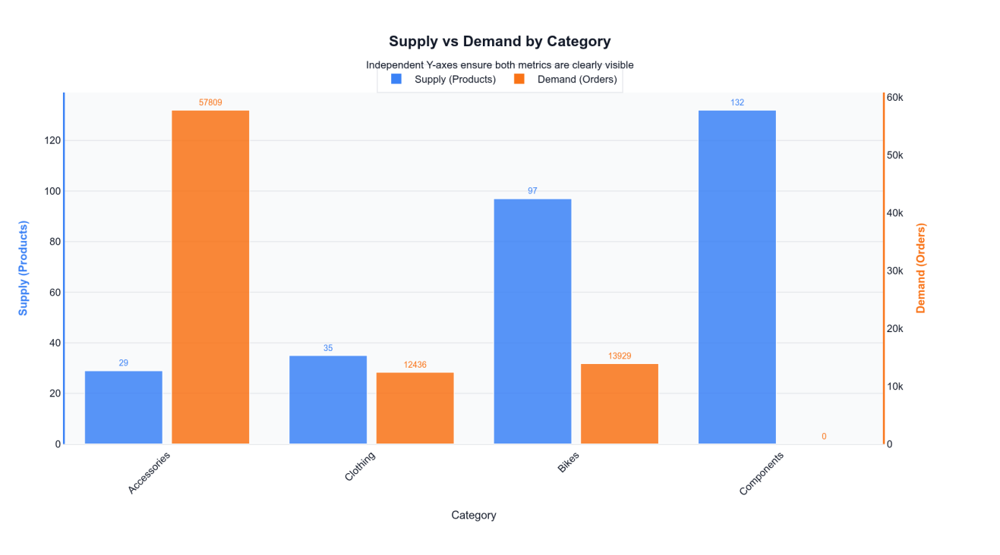 Supply vs Demand by Category
Independent Y-axes ensure both metrics are clearly visible
Supply (Products) Demand (Orders)
Supply (Products)
120
100
80
60
40
20
0
29
57809
35
12436
97
13929
132
0
60k
50k
40k
30k
20k
10k
0
Demand (Orders)
Accessories
Clothing
Bikes
Components
Category